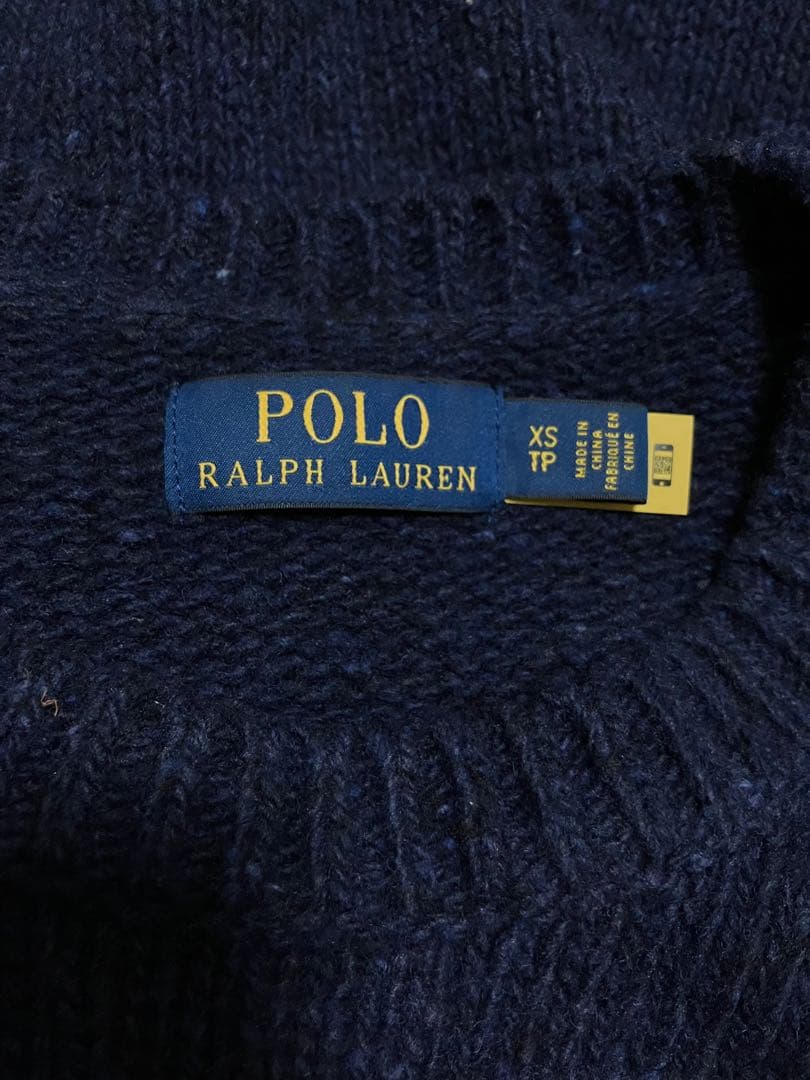 POLO
RALPH LAUREN
XS
TP
MADE IN
CHINA
FABRIQUÉ EN
CHINE